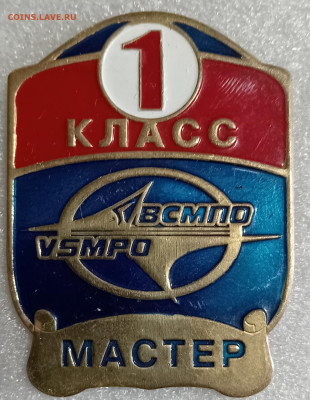 COINS.LAVE.RU
1
КЛАСС
ВСМПО
VSMPO
МАСТЕР